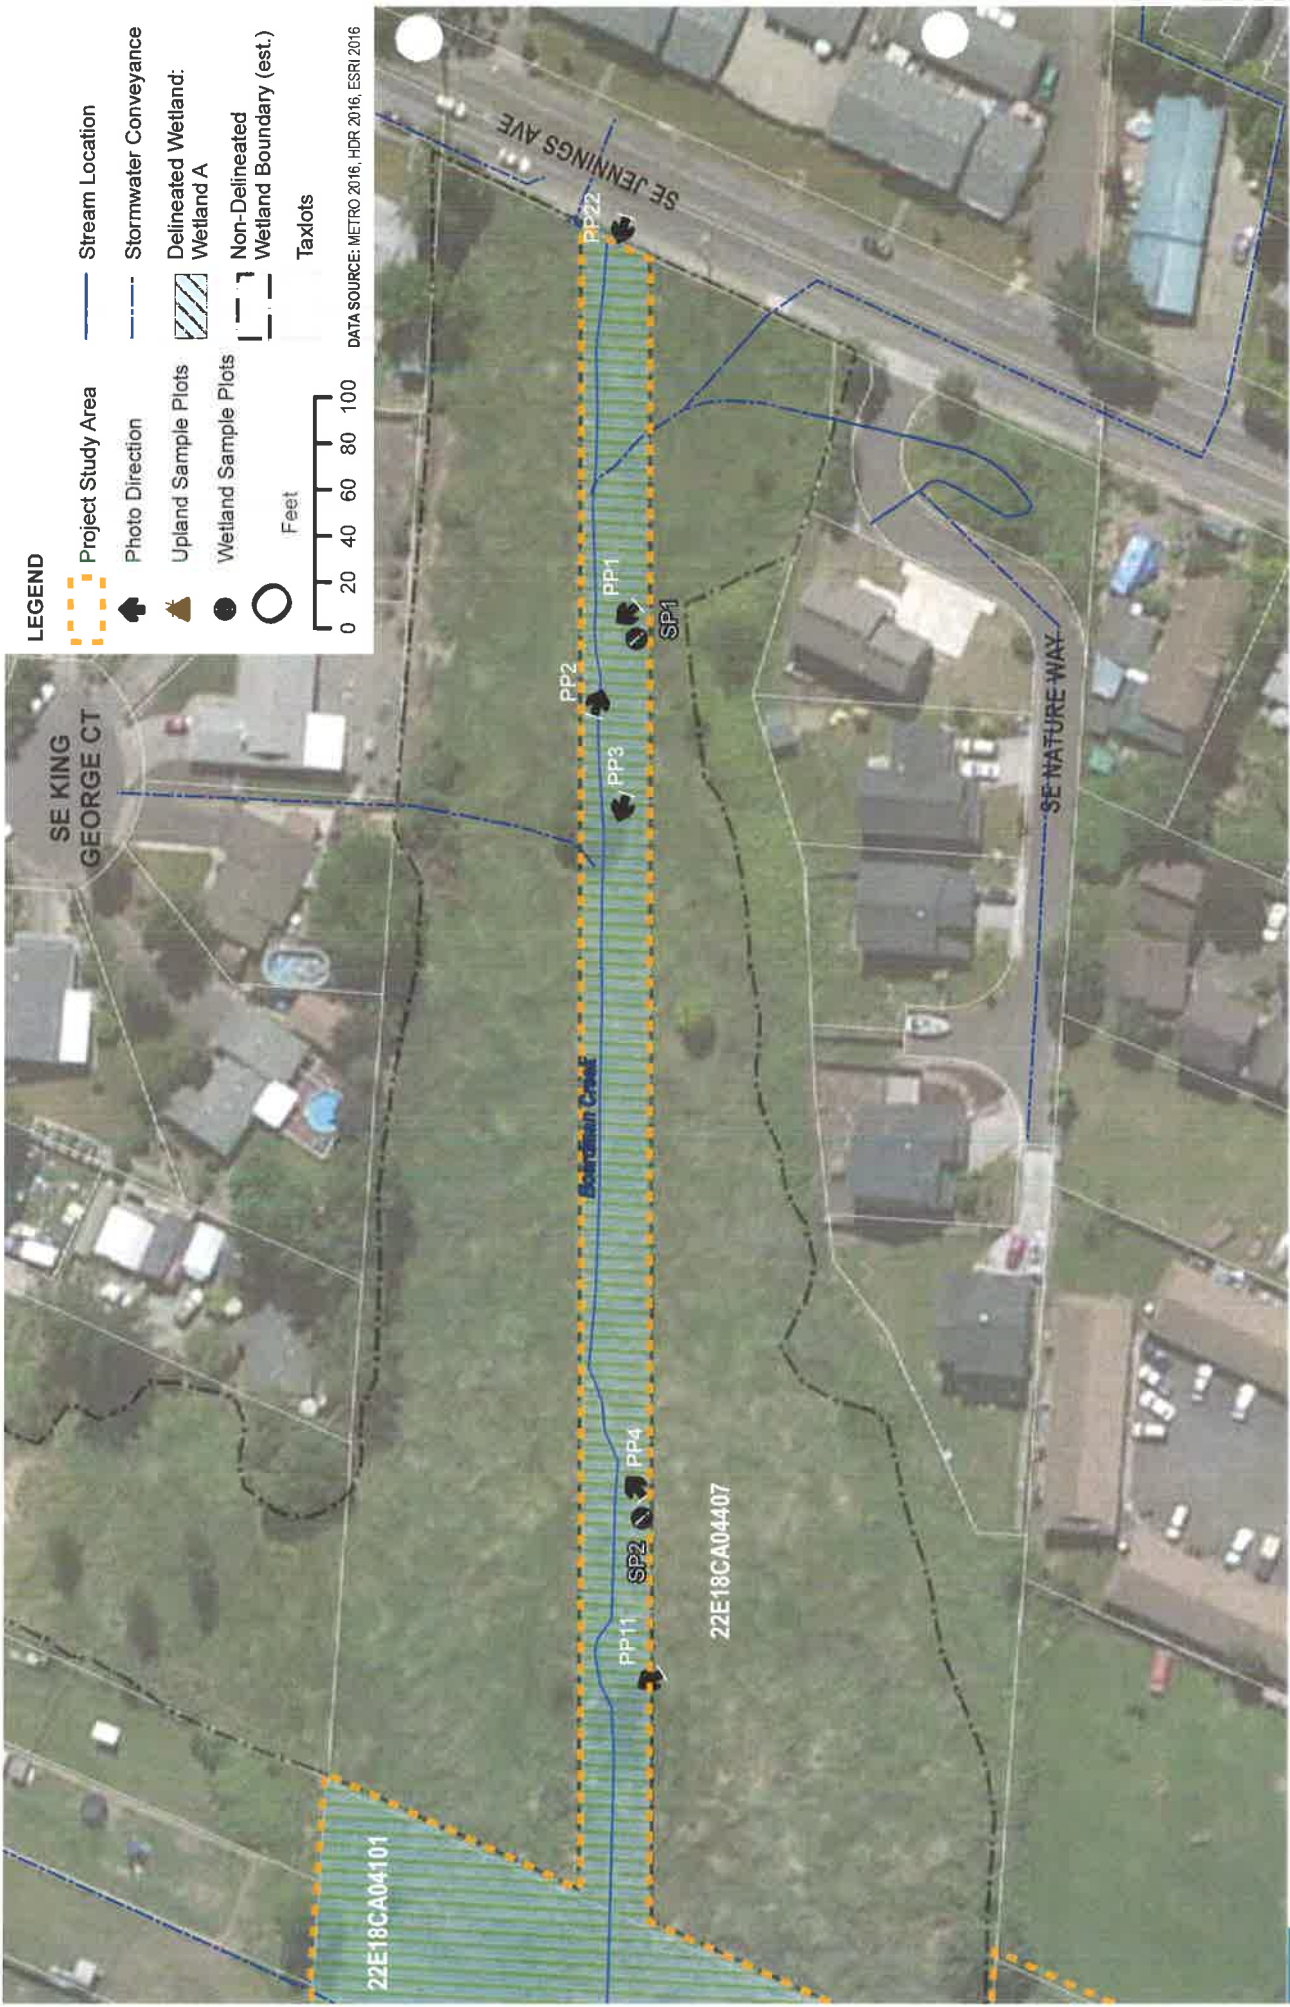 LEGEND
Project Study Area
Photo Direction
Upland Sample Plots
Wetland Sample Plots
Feet
0 20 40 60 80 100
Stream Location
Stormwater Conveyance
Delineated Wetland:
Wetland A
Non-Delineated
Wetland Boundary (est.)
Taxlots
DATA SOURCE: METRO 2016, HDR 2016, ESRI 2016
SE KING
GEORGE CT
SE JENNINGS AVE
PP22
PP1
SP1
PP2
PP3
Boardman Creek
SE NATURE WAY
PP4
SP2
PP11
22E18CA04407
22E18CA04101